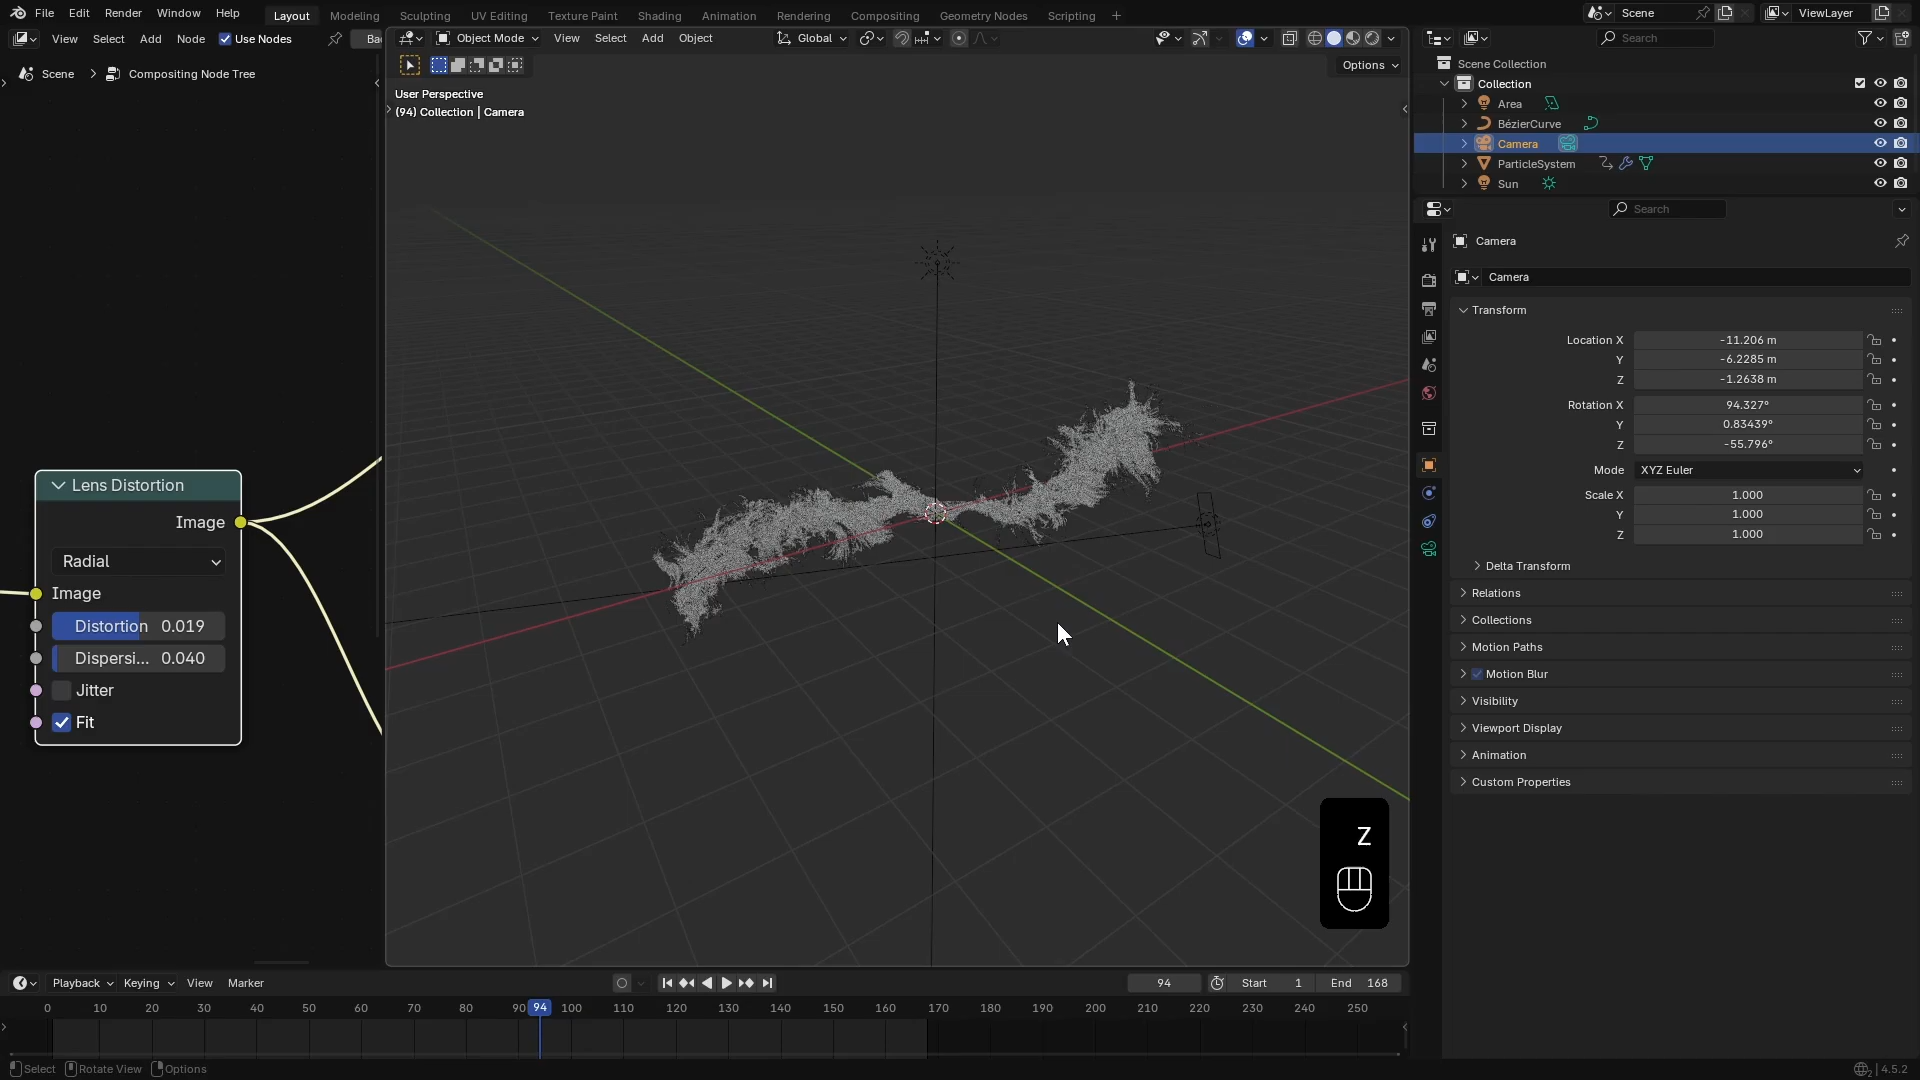 File Edit Render Window Help Layout Modeling Sculpting UV Editing Texture Paint Shading Animation Rendering Compositing Geometry Nodes Scripting + Scene ViewLayer
View Select Add Node Use Nodes Ba
Object Mode View Select Add Object Global
Search
Scene > Compositing Node Tree
Options
User Perspective
(94) Collection | Camera
Scene Collection
Collection
Area
BézierCurve
Camera
ParticleSystem
Sun
Search
Camera
Camera
Transform
Location X -11.206 m
Y -6.2285 m
Z -1.2638 m
Rotation X 94.327°
Y 0.83439°
Z -55.796°
Mode XYZ Euler
Scale X 1.000
Y 1.000
Z 1.000
Delta Transform
Relations
Collections
Motion Paths
Motion Blur
Visibility
Viewport Display
Animation
Custom Properties
Lens Distortion
Image
Radial
Image
Distortion 0.019
Dispersi... 0.040
Jitter
Fit
Z
Playback Keying View Marker 94 Start 1 End 168
0 10 20 30 40 50 60 70 80 90 94 100 110 120 130 140 150 160 170 180 190 200 210 220 230 240 250
Select Rotate View Options 4.5.2